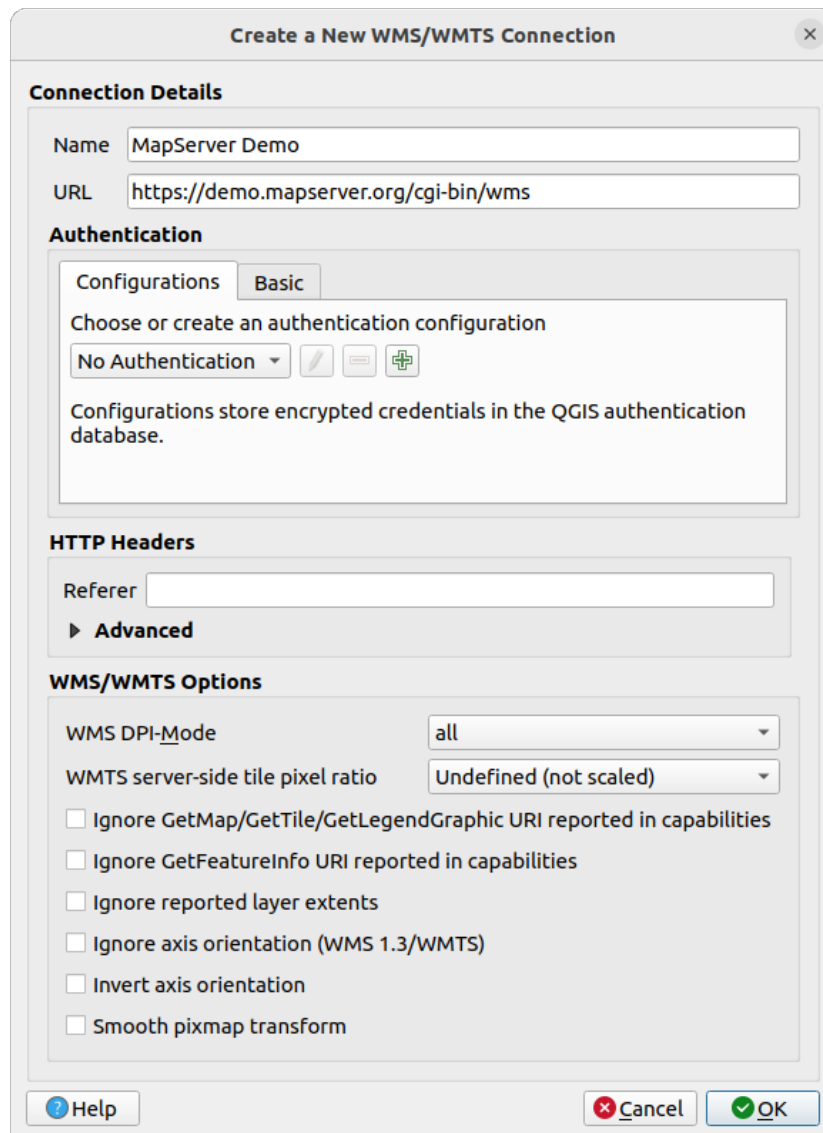 Create a New WMS/WMTS Connection
Connection Details
Name MapServer Demo
URL https://demo.mapserver.org/cgi-bin/wms
Authentication
Configurations Basic
Choose or create an authentication configuration
No Authentication
Configurations store encrypted credentials in the QGIS authentication
database.
HTTP Headers
Referer
Advanced
WMS/WMTS Options
WMS DPI-Mode all
WMTS server-side tile pixel ratio Undefined (not scaled)
Ignore GetMap/GetTile/GetLegendGraphic URI reported in capabilities
Ignore GetFeatureInfo URI reported in capabilities
Ignore reported layer extents
Ignore axis orientation (WMS 1.3/WMTS)
Invert axis orientation
Smooth pixmap transform
Help Cancel OK